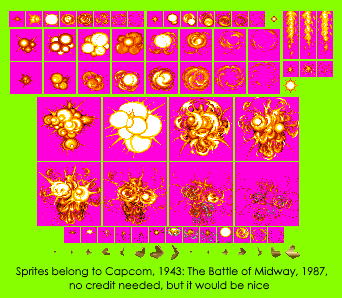 Sprites belong to Capcom, 1943: The Battle of Midway, 1987,
no credit needed, but it would be nice